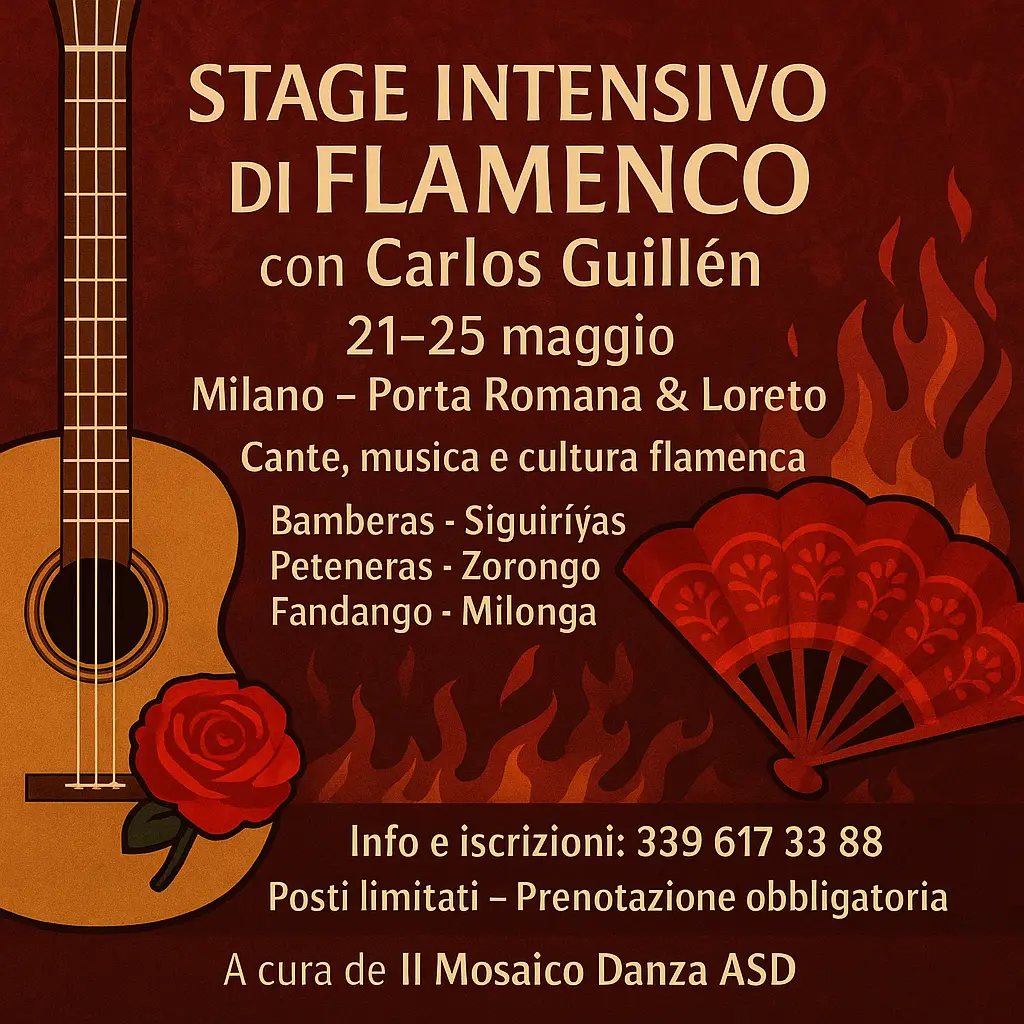 STAGE INTENSIVO
DI FLAMENCO
con Carlos Guillén
21–25 maggio
Milano – Porta Romana & Loreto
Cante, musica e cultura flamenca
Bamberas - Siguiríýas
Peteneras - Zorongo
Fandango - Milonga
Info e iscrizioni: 339 617 33 88
Posti limitati – Prenotazione obbligatoria
A cura de Il Mosaico Danza ASD